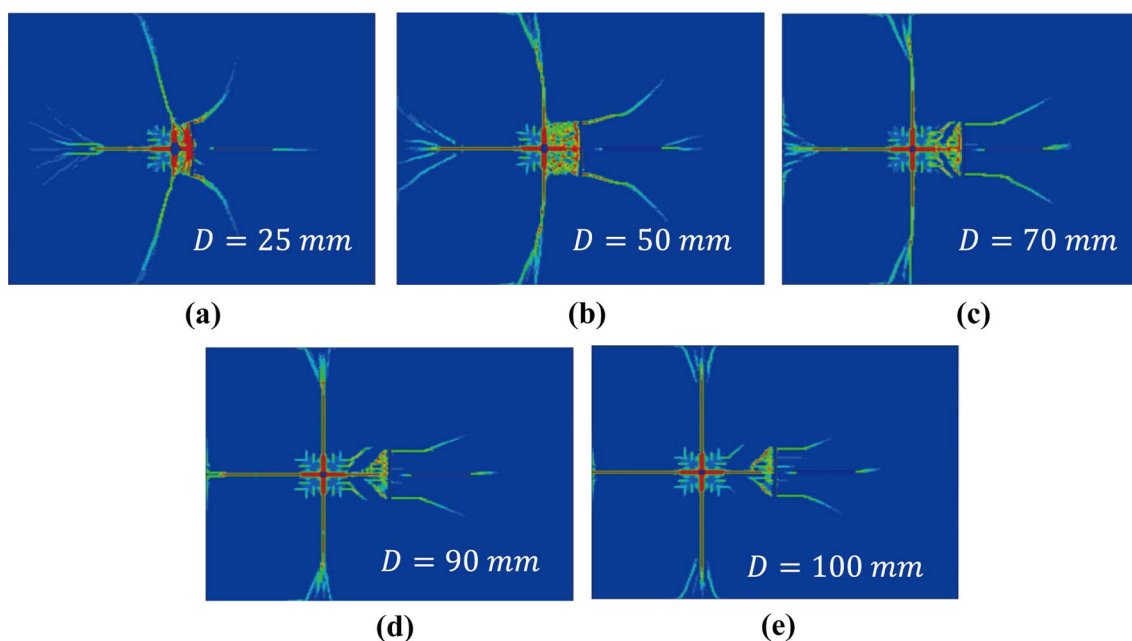 D = 25 mm
D = 50 mm
D = 70 mm
(a)
(b)
(c)
D = 90 mm
D = 100 mm
(d)
(e)